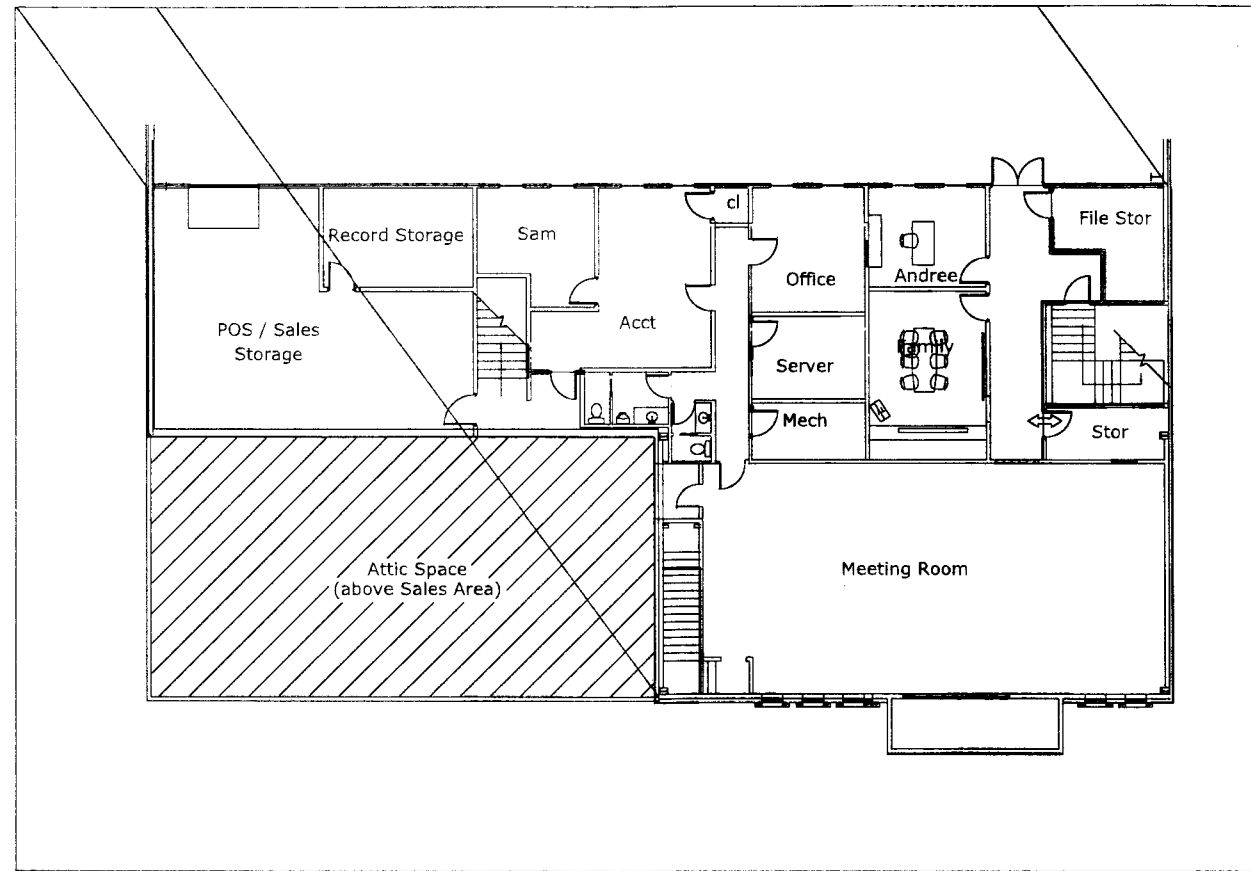 cl
File Stor
Record Storage
Sam
Office
Andree
Acct
POS / Sales
Storage
Family
Server
Mech
Stor
Attic Space
(above Sales Area)
Meeting Room